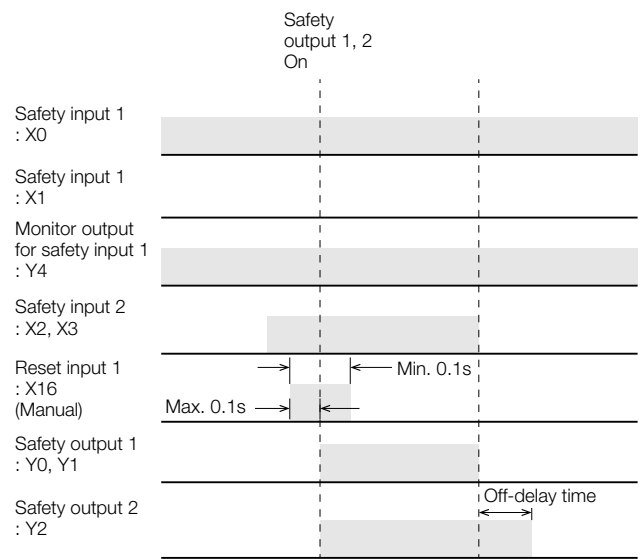 Safety
output 1, 2
On
Safety input 1
: X0
Safety input 1
: X1
Monitor output
for safety input 1
: Y4
Safety input 2
: X2, X3
Reset input 1
: X16
(Manual)
Min. 0.1s
Max. 0.1s
Safety output 1
: Y0, Y1
Safety output 2
: Y2
Off-delay time